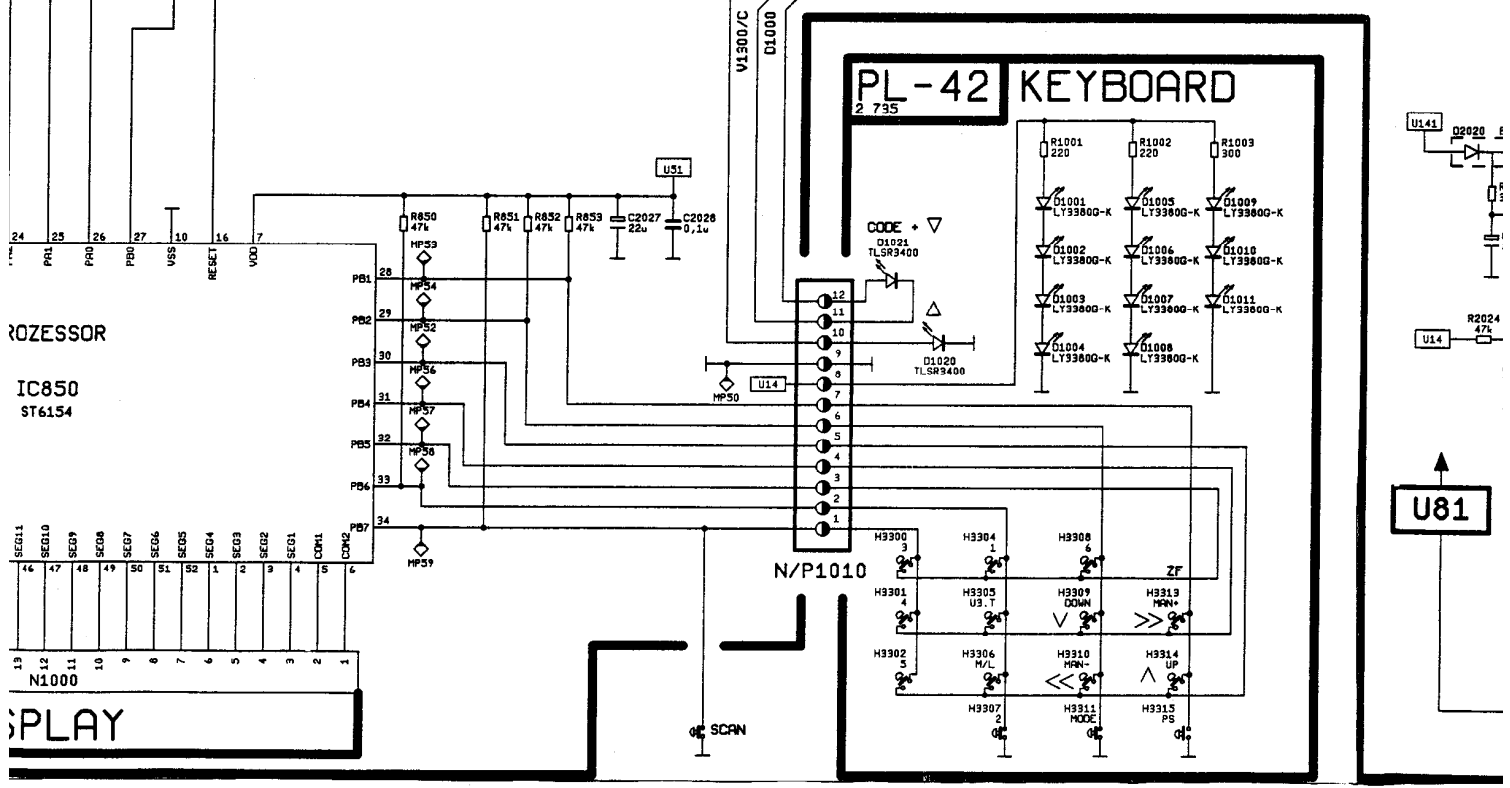 V1300/C
D1000
PL-42 KEYBOARD
2 735
U141
D2020
R1001
220
R1002
220
R1003
300
U51
D1001
LY3380G-K
D1005
LY3380G-K
D1009
LY3380G-K
R850
47k
R851
47k
R852
47k
R853
47k
C2027
22u
C2028
0,1u
CODE +
D1021
TLSR3400
24
25
26
27
10
16
7
PA1
PA0
PB0
VSS
RESET
VDD
MP53
PB1
28
D1002
LY3380G-K
D1006
LY3380G-K
D1010
LY3380G-K
MP54
PB2
29
12
11
10
9
8
7
6
5
4
3
2
1
D1003
LY3380G-K
D1007
LY3380G-K
D1011
LY3380G-K
ROZESSOR
MP52
PB3
30
D1020
TLSR3400
D1004
LY3380G-K
D1008
LY3380G-K
R2024
47k
U14
IC850
ST6154
MP56
PB4
31
MP50
U14
MP57
PB5
32
MP58
PB6
33
PB7
34
MP59
U81
SEG11
SEG10
SEG9
SEG8
SEG7
SEG6
SEG5
SEG4
SEG3
SEG2
SEG1
COM1
COM2
46
47
48
49
50
51
52
1
2
3
4
5
6
N/P1010
H3300
3
H3304
1
H3308
6
ZF
H3301
4
H3305
U3.T
H3309
DOWN
H3313
MAN+
>>
H3302
5
H3306
M/L
H3310
MAN-
<<
H3314
UP
13
12
11
10
9
8
7
6
5
4
3
2
1
N1000
SPLAY
SCAN
H3307
2
H3311
MODE
H3315
PS